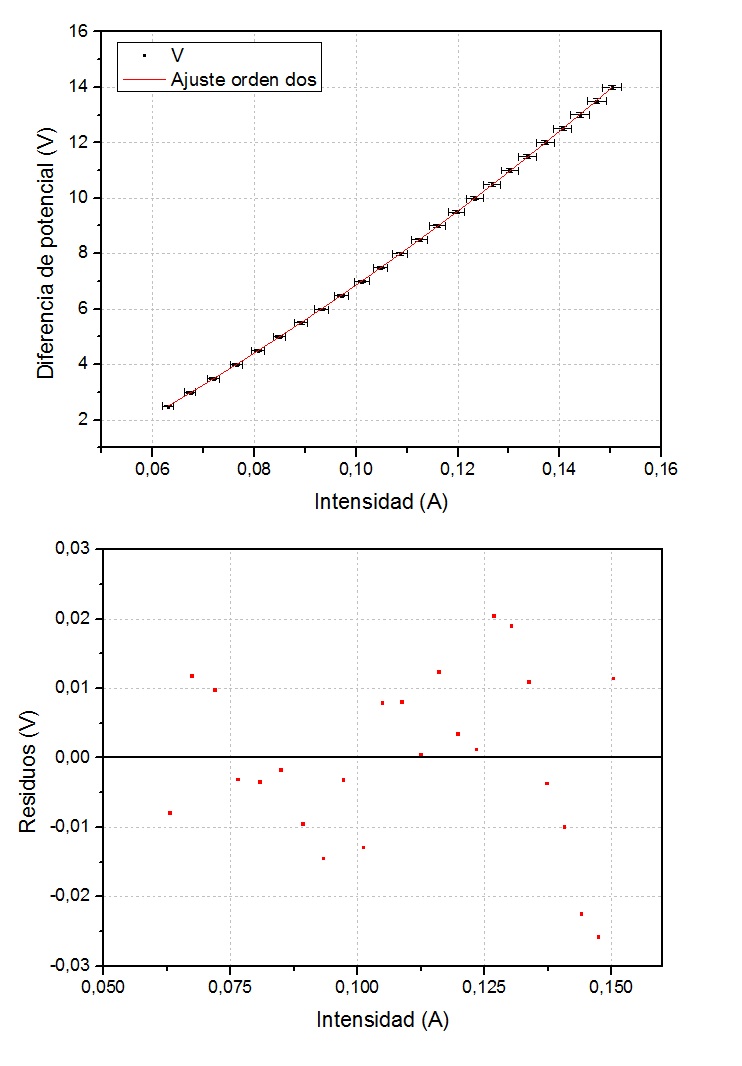 16
14
12
10
8
6
4
2
Diferencia de potencial (V)
V
Ajuste orden dos
0,06 0,08 0,10 0,12 0,14 0,16
Intensidad (A)
0,03
0,02
0,01
0,00
-0,01
-0,02
-0,03
Residuos (V)
0,050 0,075 0,100 0,125 0,150
Intensidad (A)